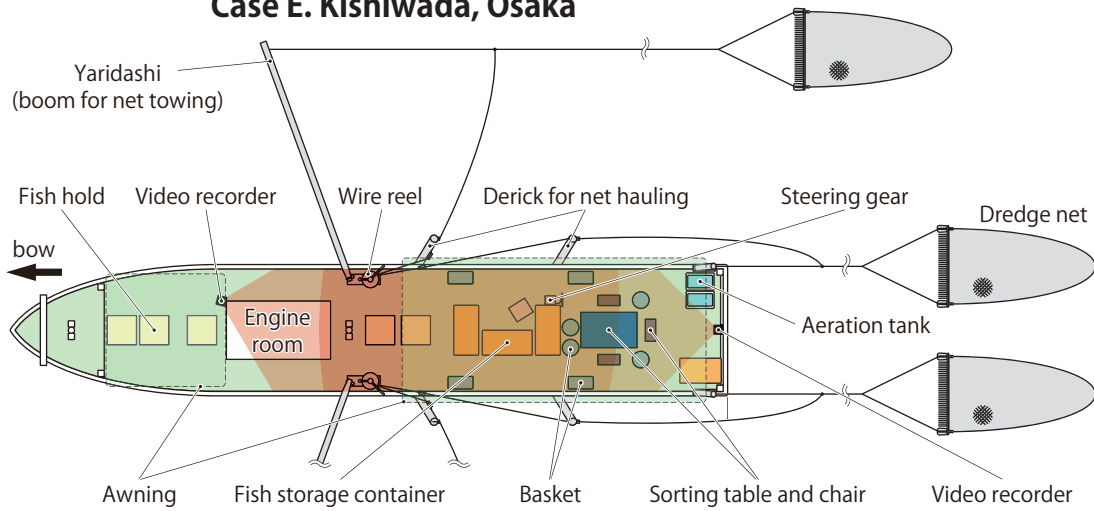 Case E. Kishiwada, Osaka
Yaridashi
(boom for net towing)
Fish hold
Video recorder
Wire reel
Derick for net hauling
Steering gear
Dredge net
bow
Engine
room
Aeration tank
Awning
Fish storage container
Basket
Sorting table and chair
Video recorder